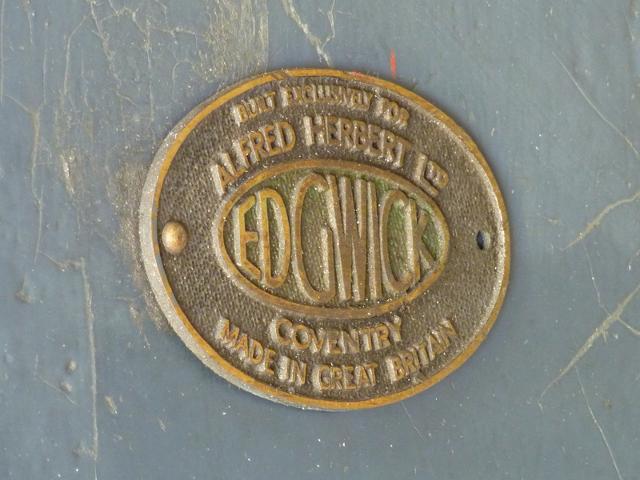 BUILT EXCLUSIVELY FOR
ALFRED HERBERT LTD
EDGWICK
COVENTRY
MADE IN GREAT BRITAIN